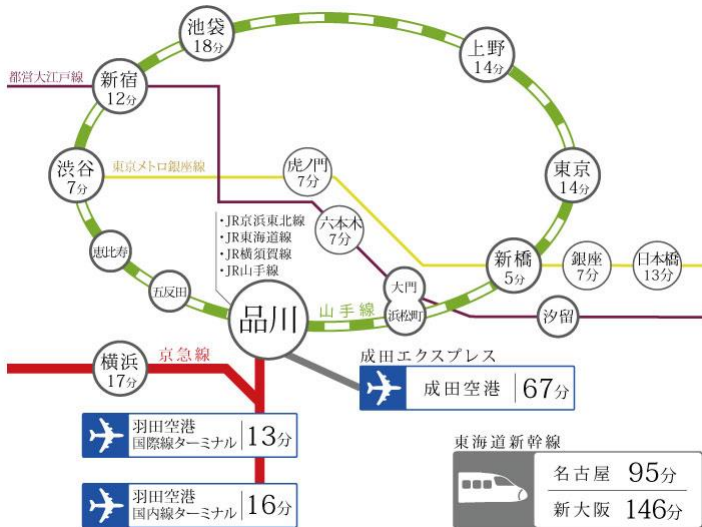 池袋
18分
上野
14分
都営大江戸線
新宿
12分
渋谷
7分
東京メトロ銀座線
虎ノ門
7分
東京
14分
・JR京浜東北線
・JR東海道線
・JR横須賀線
・JR山手線
六本木
7分
恵比寿
新橋
5分
銀座
7分
日本橋
13分
五反田
大門
浜松町
品川
山手線
汐留
横浜
17分
京急線
成田エクスプレス
成田空港 67分
羽田空港
国際線ターミナル 13分
羽田空港
国内線ターミナル 16分
東海道新幹線
名古屋 95分
新大阪 146分